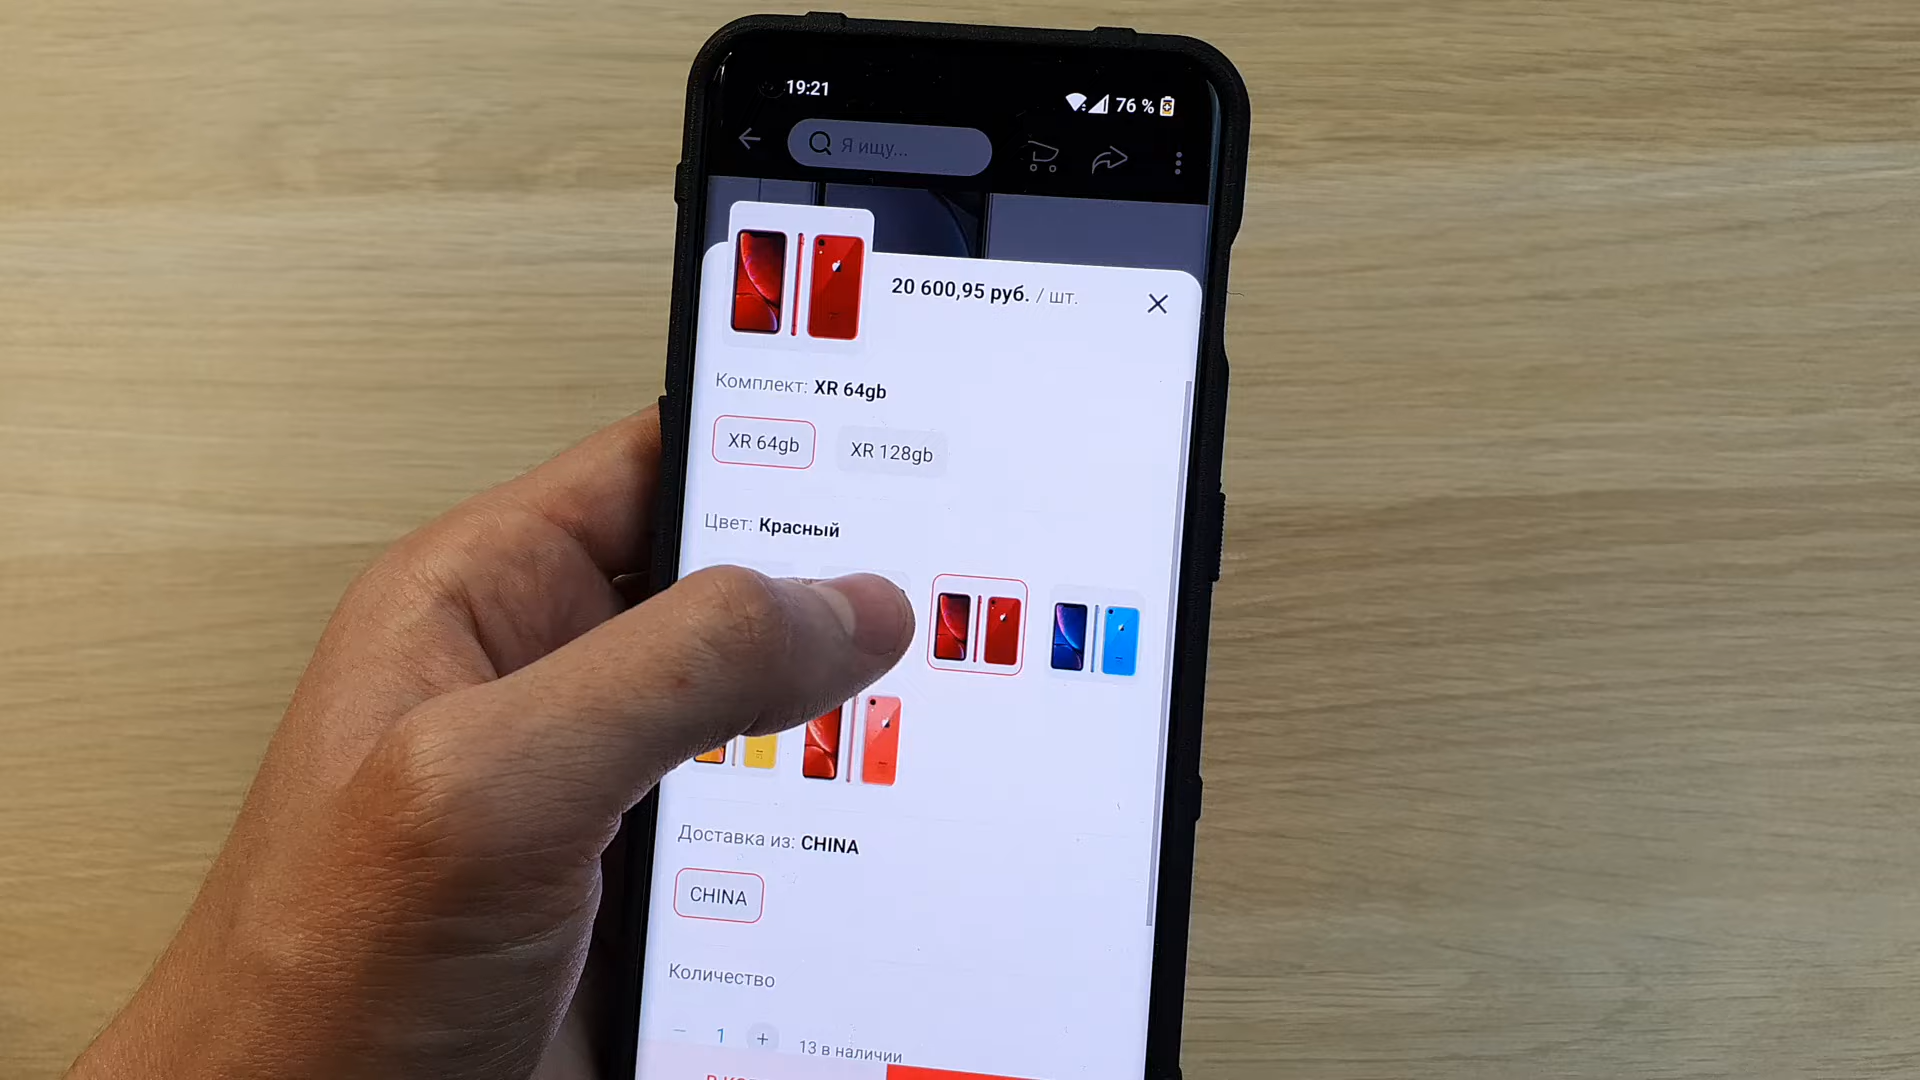 19:21
76 %
Я ищу...
20 600,95 руб. / шт.
Комплект: XR 64gb
XR 64gb
XR 128gb
Цвет: Красный
Доставка из: CHINA
CHINA
Количество
1 +
13 в наличии